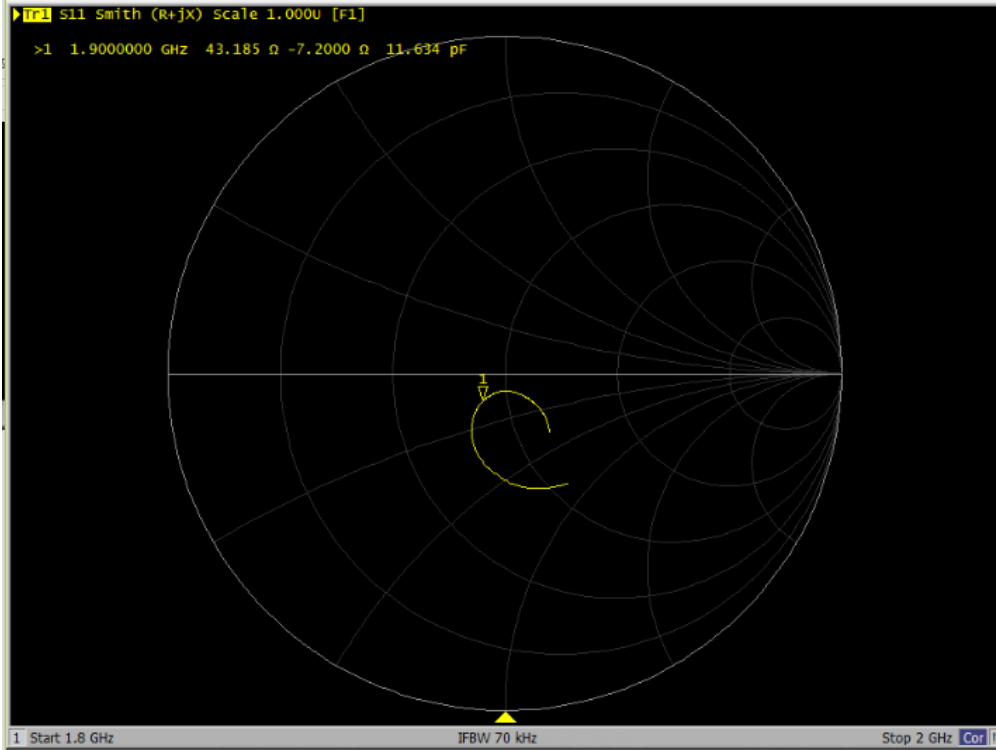 Tr1 S11 Smith (R+jX) Scale 1.000U [F1]
>1 1.9000000 GHz 43.185 Ω -7.2000 Ω 11.634 pF
1
1 Start 1.8 GHz IFBW 70 kHz Stop 2 GHz Cor